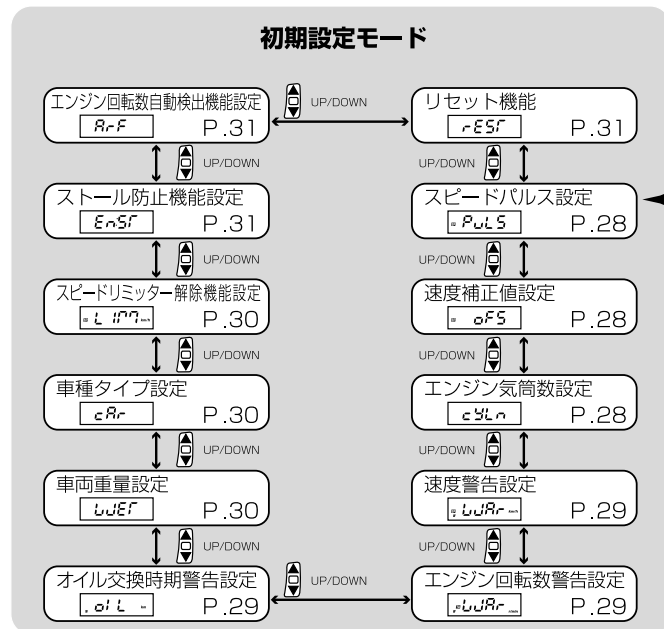 初期設定モード
エンジン回転数自動検出機能設定
ArF P.31
UP/DOWN
リセット機能
rEST P.31
UP/DOWN
UP/DOWN
ストール防止機能設定
EnST P.31
スピードパルス設定
PuLS P.28
UP/DOWN
UP/DOWN
スピードリミッター解除機能設定
LIM km/h P.30
速度補正値設定
oFS P.28
UP/DOWN
UP/DOWN
車種タイプ設定
cAr P.30
エンジン気筒数設定
cYLn P.28
UP/DOWN
UP/DOWN
車両重量設定
WET P.30
速度警告設定
WAr km/h P.29
UP/DOWN
UP/DOWN
オイル交換時期警告設定
oIL P.29
UP/DOWN
エンジン回転数警告設定
WAr P.29